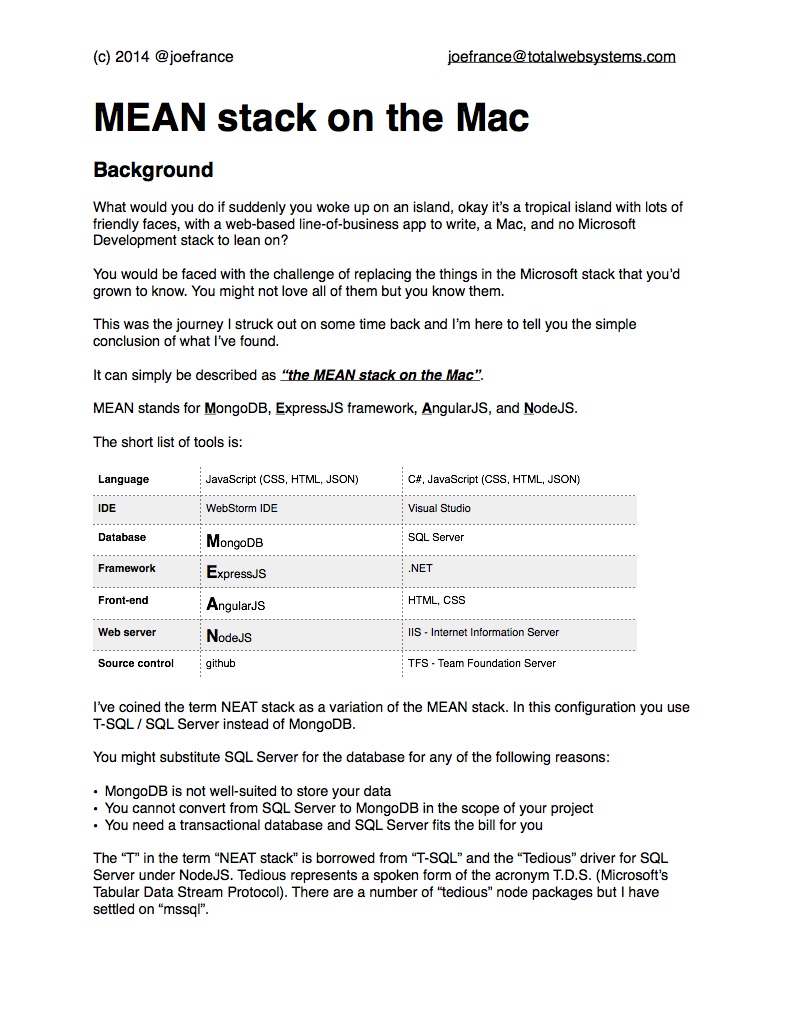 (c) 2014 @joefrance joefrance@totalwebsystems.com
MEAN stack on the Mac
Background
What would you do if suddenly you woke up on an island, okay it’s a tropical island with lots of
friendly faces, with a web-based line-of-business app to write, a Mac, and no Microsoft
Development stack to lean on?
You would be faced with the challenge of replacing the things in the Microsoft stack that you’d
grown to know. You might not love all of them but you know them.
This was the journey I struck out on some time back and I’m here to tell you the simple
conclusion of what I’ve found.
It can simply be described as “the MEAN stack on the Mac”.
MEAN stands for MongoDB, ExpressJS framework, AngularJS, and NodeJS.
The short list of tools is:
Language JavaScript (CSS, HTML, JSON) C#, JavaScript (CSS, HTML, JSON)
IDE WebStorm IDE Visual Studio
Database MongoDB SQL Server
Framework ExpressJS .NET
Front-end AngularJS HTML, CSS
Web server NodeJS IIS - Internet Information Server
Source control github TFS - Team Foundation Server
I’ve coined the term NEAT stack as a variation of the MEAN stack. In this configuration you use
T-SQL / SQL Server instead of MongoDB.
You might substitute SQL Server for the database for any of the following reasons:
• MongoDB is not well-suited to store your data
• You cannot convert from SQL Server to MongoDB in the scope of your project
• You need a transactional database and SQL Server fits the bill for you
The “T” in the term “NEAT stack” is borrowed from “T-SQL” and the “Tedious” driver for SQL
Server under NodeJS. Tedious represents a spoken form of the acronym T.D.S. (Microsoft’s
Tabular Data Stream Protocol). There are a number of “tedious” node packages but I have
settled on “mssql”.